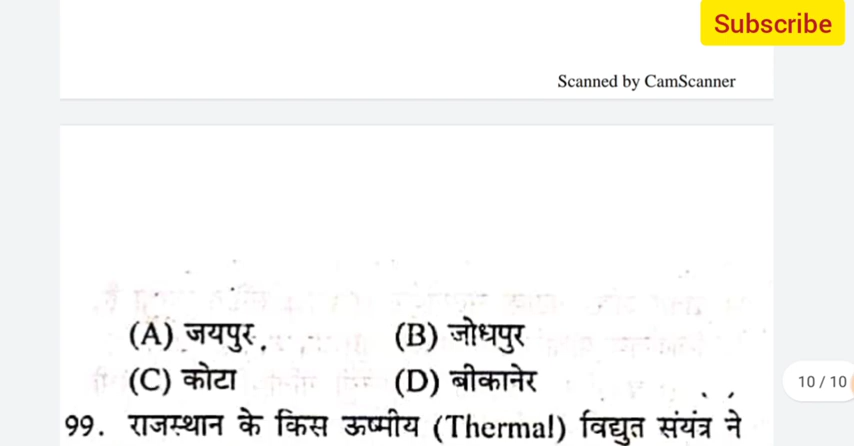 Subscribe
Scanned by CamScanner
(A) जयपुर
(B) जोधपुर
(C) कोटा
(D) बीकानेर
10 / 10
99. राजस्थान के किस ऊष्मीय (Thermal) विद्युत संयंत्र ने